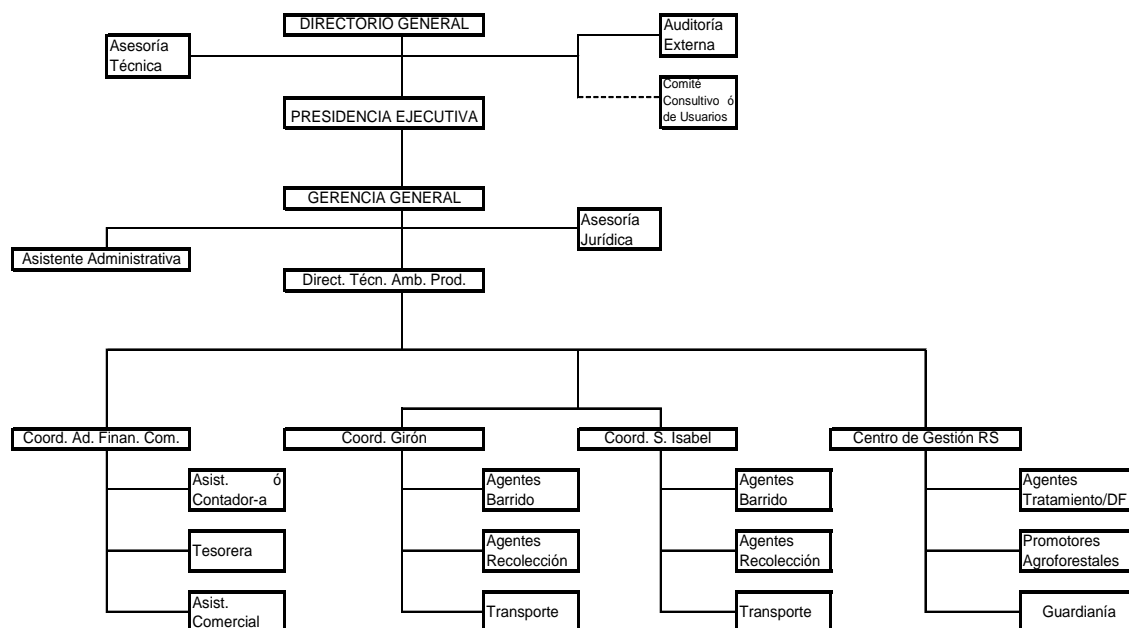 DIRECTORIO GENERAL
Auditoría
Externa
Asesoría
Técnica
Comité
Consultivo ó
de Usuarios
PRESIDENCIA EJECUTIVA
GERENCIA GENERAL
Asesoría
Jurídica
Asistente Administrativa
Direct. Técn. Amb. Prod.
Coord. Ad. Finan. Com.
Coord. Girón
Coord. S. Isabel
Centro de Gestión RS
Asist. ó
Contador-a
Agentes
Barrido
Agentes
Barrido
Agentes
Tratamiento/DF
Tesorera
Agentes
Recolección
Agentes
Recolección
Promotores
Agroforestales
Asist.
Comercial
Transporte
Transporte
Guardianía